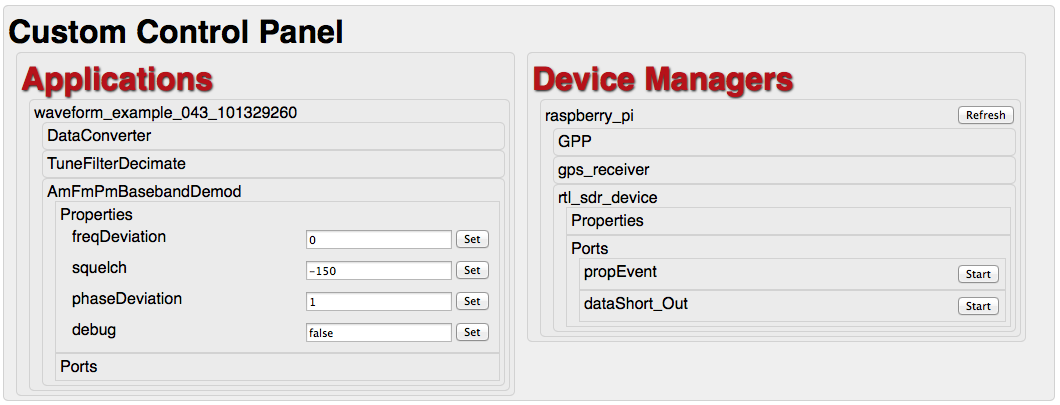 Custom Control Panel
Applications
waveform_example_043_101329260
DataConverter
TuneFilterDecimate
AmFmPmBasebandDemod
Properties
freqDeviation 0 Set
squelch -150 Set
phaseDeviation 1 Set
debug false Set
Ports
Device Managers
raspberry_pi Refresh
GPP
gps_receiver
rtl_sdr_device
Properties
Ports
propEvent Start
dataShort_Out Start